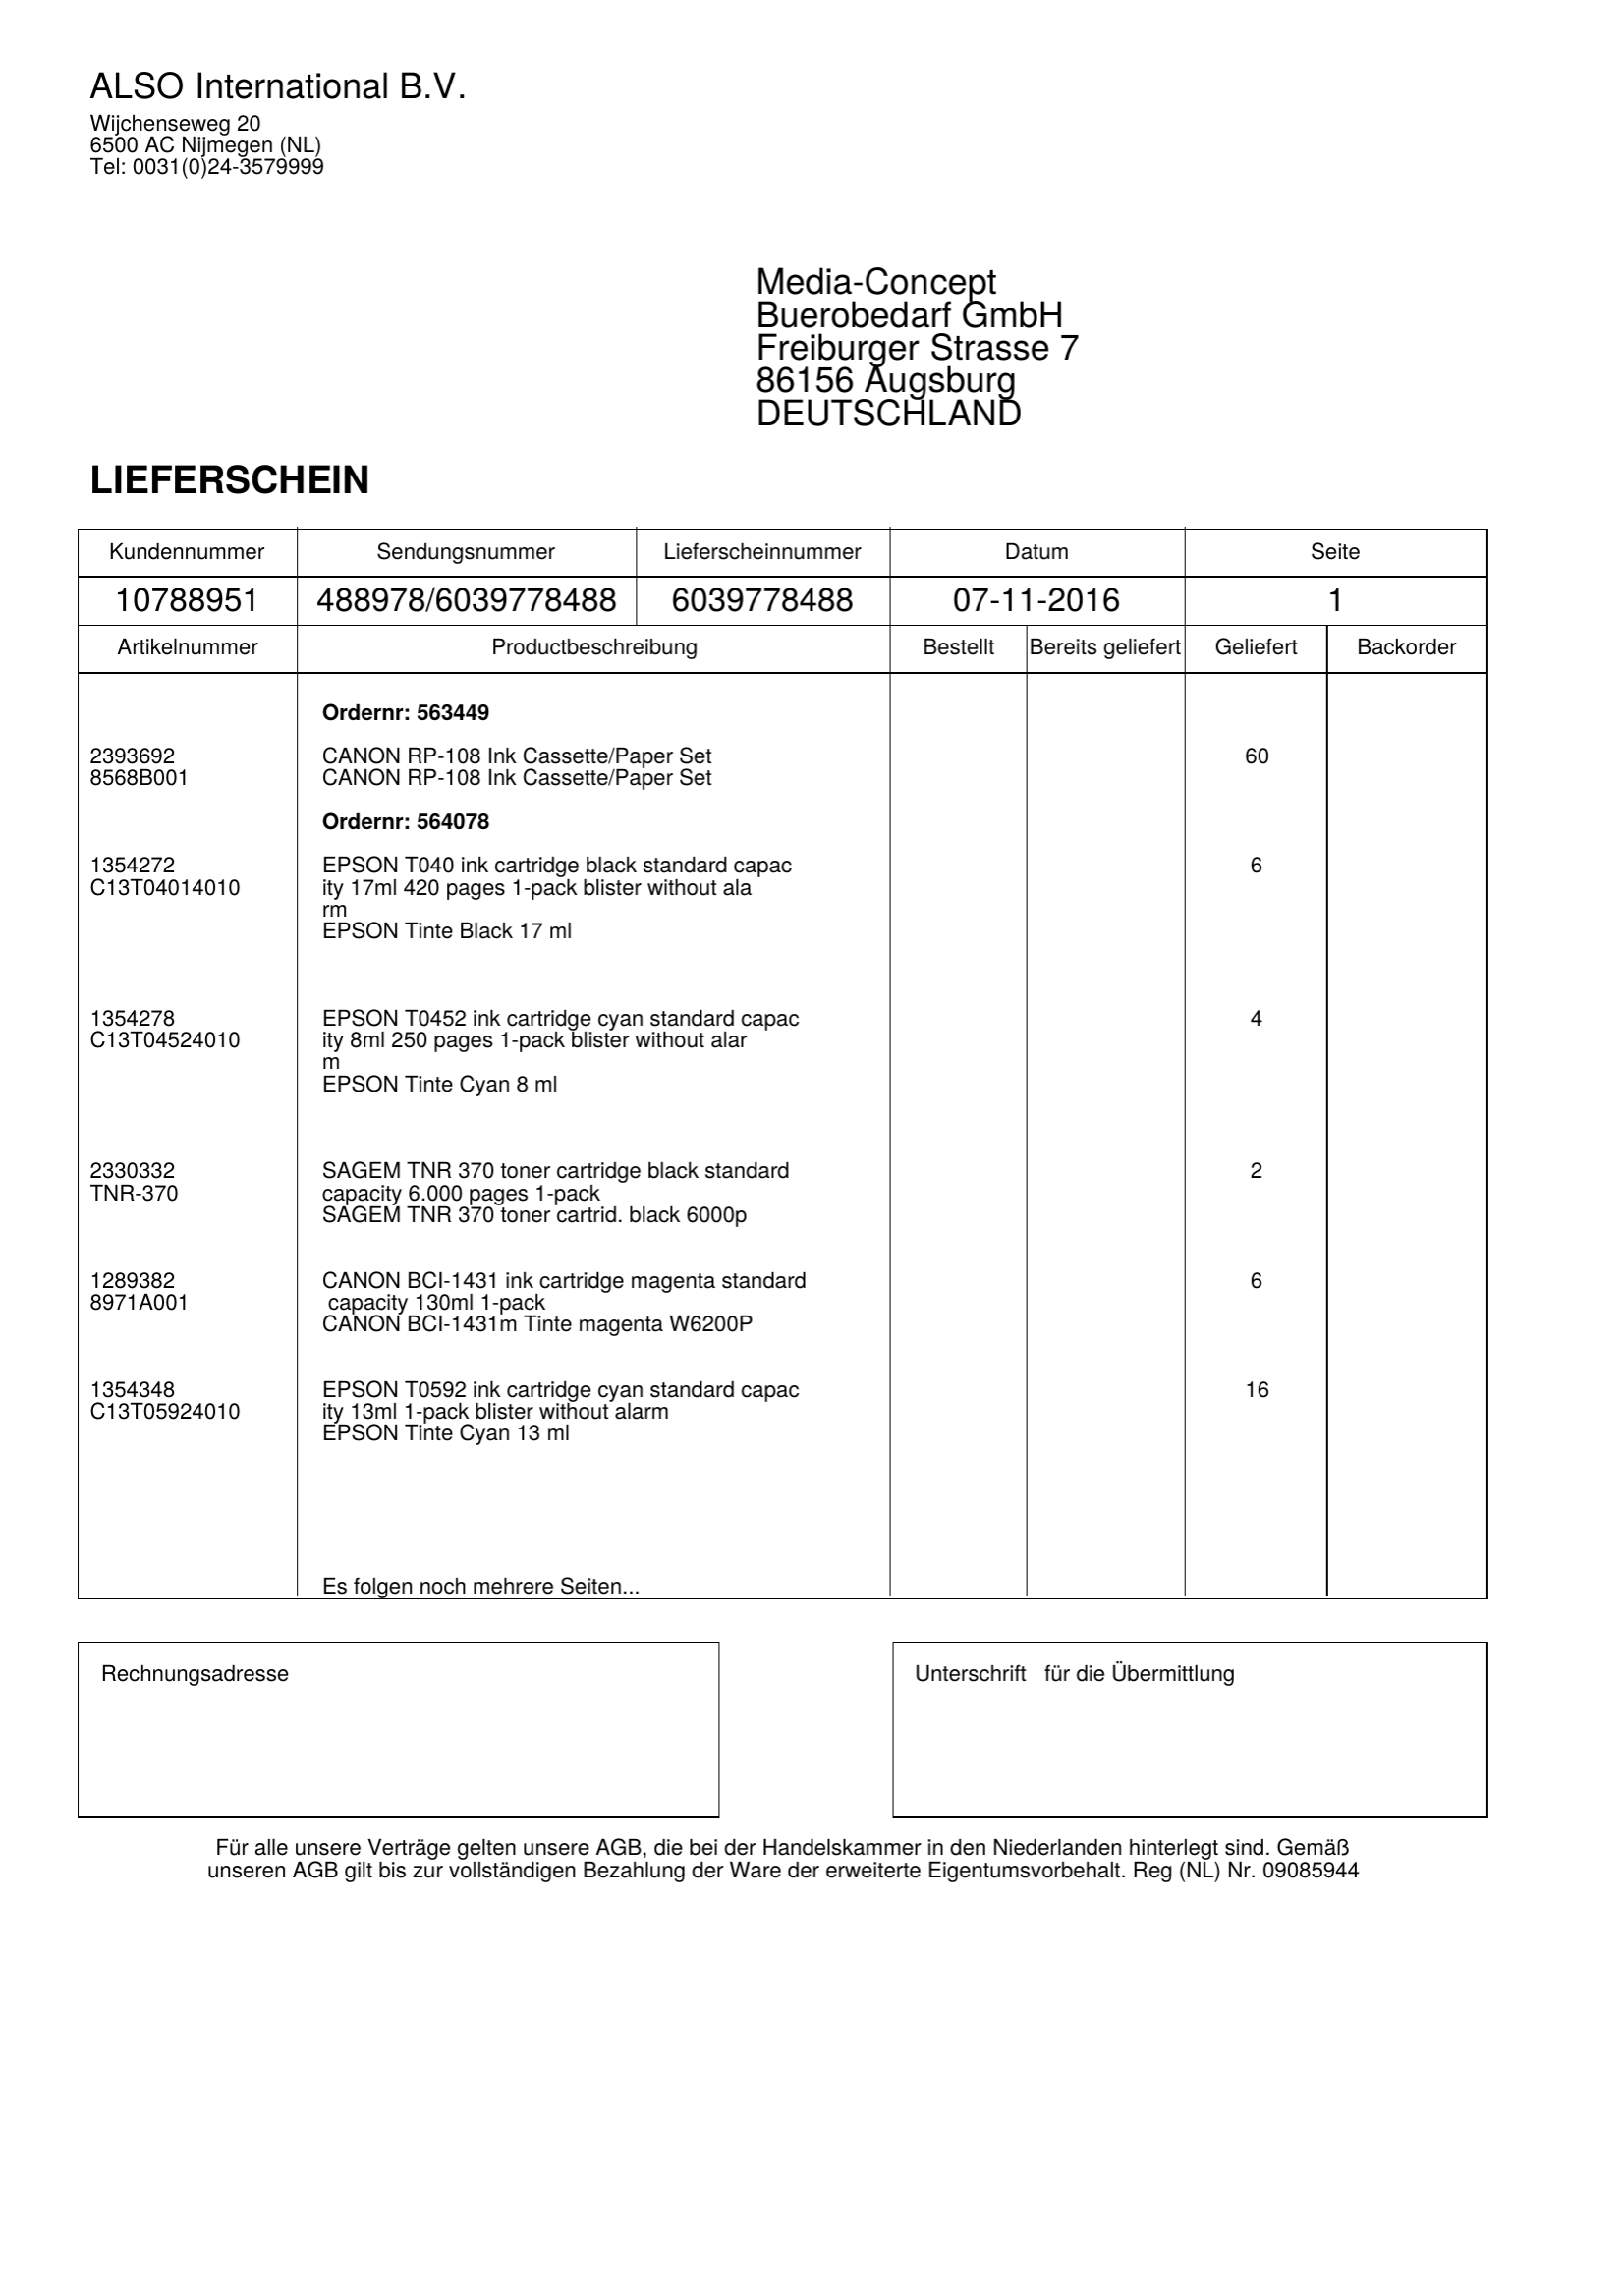 ALSO International B.V.
Wijchenseweg 20
6500 AC Nijmegen (NL)
Tel: 0031(0)24-3579999
Media-Concept
Buerobedarf GmbH
Freiburger Strasse 7
86156 Augsburg
DEUTSCHLAND
LIEFERSCHEIN
Kundennummer Sendungsnummer Lieferscheinnummer Datum Seite
10788951 488978/6039778488 6039778488 07-11-2016 1
Artikelnummer Productbeschreibung Bestellt Bereits geliefert Geliefert Backorder
Ordernr: 563449
2393692 CANON RP-108 Ink Cassette/Paper Set 60
8568B001 CANON RP-108 Ink Cassette/Paper Set
Ordernr: 564078
1354272 EPSON T040 ink cartridge black standard capac 6
C13T04014010 ity 17ml 420 pages 1-pack blister without ala
rm
EPSON Tinte Black 17 ml
1354278 EPSON T0452 ink cartridge cyan standard capac 4
C13T04524010 ity 8ml 250 pages 1-pack blister without alar
m
EPSON Tinte Cyan 8 ml
2330332 SAGEM TNR 370 toner cartridge black standard 2
TNR-370 capacity 6.000 pages 1-pack
SAGEM TNR 370 toner cartrid. black 6000p
1289382 CANON BCI-1431 ink cartridge magenta standard 6
8971A001 capacity 130ml 1-pack
CANON BCI-1431m Tinte magenta W6200P
1354348 EPSON T0592 ink cartridge cyan standard capac 16
C13T05924010 ity 13ml 1-pack blister without alarm
EPSON Tinte Cyan 13 ml
Es folgen noch mehrere Seiten...
Rechnungsadresse Unterschrift für die Übermittlung
Für alle unsere Verträge gelten unsere AGB, die bei der Handelskammer in den Niederlanden hinterlegt sind. Gemäß
unseren AGB gilt bis zur vollständigen Bezahlung der Ware der erweiterte Eigentumsvorbehalt. Reg (NL) Nr. 09085944